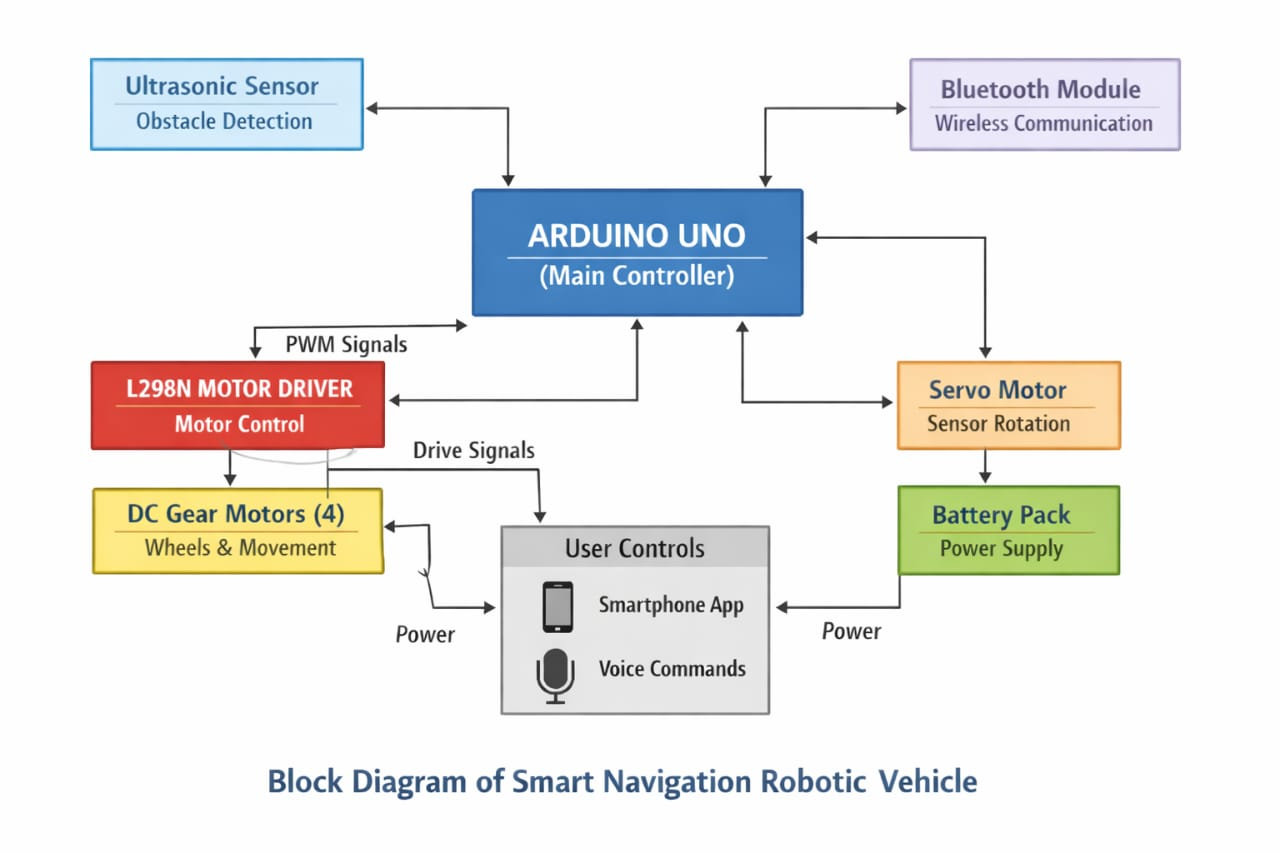 Ultrasonic Sensor
Obstacle Detection
Bluetooth Module
Wireless Communication
ARDUINO UNO
(Main Controller)
PWM Signals
L298N MOTOR DRIVER
Motor Control
Servo Motor
Sensor Rotation
Drive Signals
DC Gear Motors (4)
Wheels & Movement
Battery Pack
Power Supply
User Controls
Smartphone App
Voice Commands
Power
Power
Block Diagram of Smart Navigation Robotic Vehicle